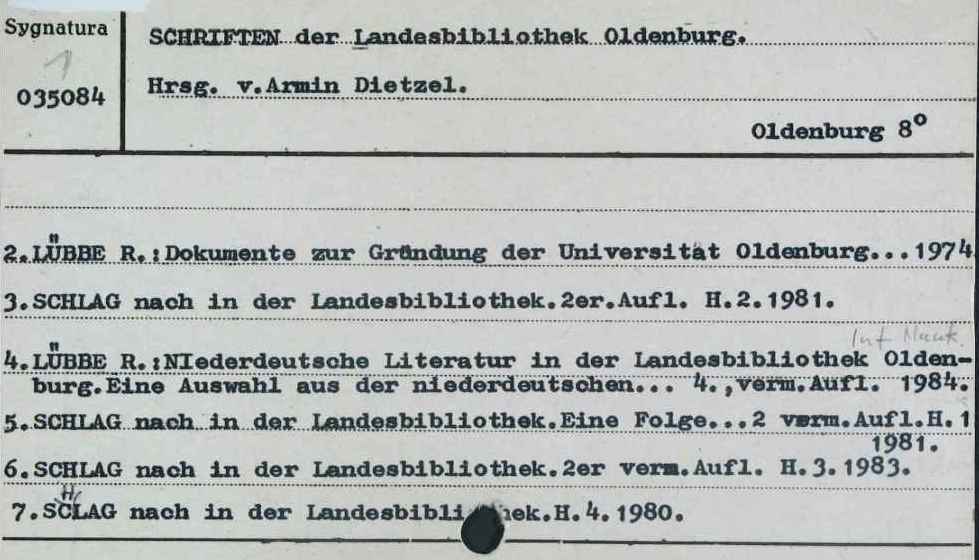 Sygnatura
1
035084
SCHRIFTEN der Landesbibliothek Oldenburg.
Hrsg. v.Armin Dietzel.
Oldenburg 8°
2.LÜBBE R.:Dokumente zur Gründung der Universität Oldenburg...1974
3.SCHLAG nach in der Landesbibliothek.2er.Aufl. H.2.1981.
4.LÜBBE R.:NIederdeutsche Literatur in der Landesbibliothek Olden-
burg.Eine Auswahl aus der niederdeutschen... 4.,verm.Aufl. 1984.
5.SCHLAG nach in der Landesbibliothek.Eine Folge...2 verm.Aufl.H.1
1981.
6.SCHLAG nach in der Landesbibliothek.2er verm.Aufl. H.3.1983.
7.SCHLAG nach in der Landesbibli hek.H.4.1980.